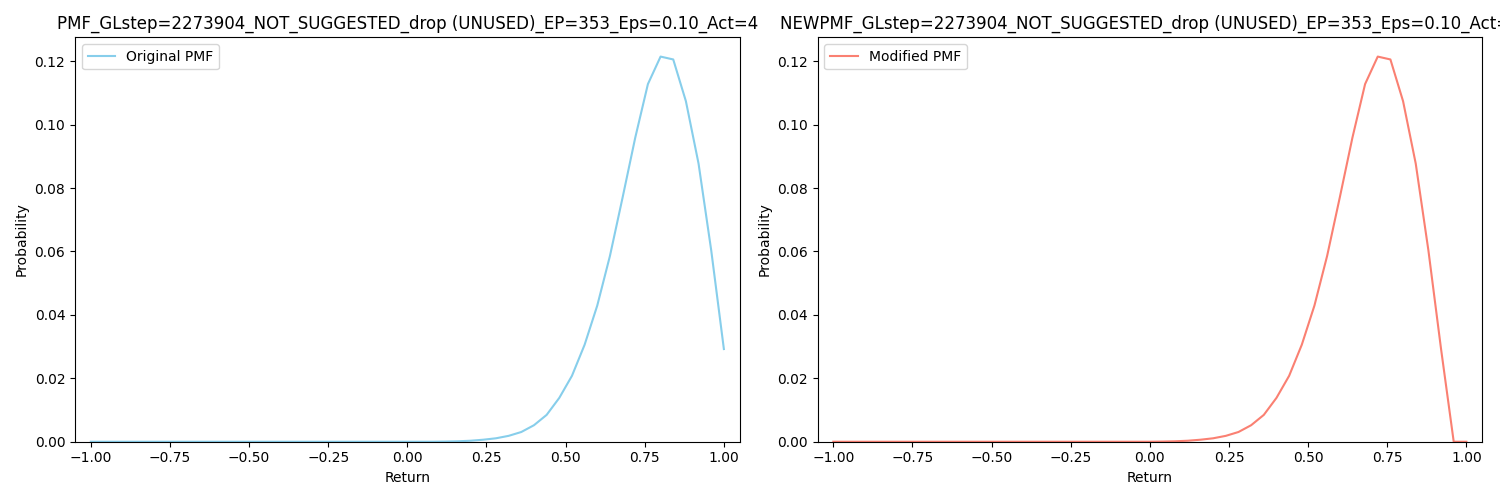 PMF_GLstep=2273904_NOT_SUGGESTED_drop (UNUSED)_EP=353_Eps=0.10_Act=4
Original PMF
Probability
0.12
0.10
0.08
0.06
0.04
0.02
0.00
−1.00 −0.75 −0.50 −0.25 0.00 0.25 0.50 0.75 1.00
Return
NEWPMF_GLstep=2273904_NOT_SUGGESTED_drop (UNUSED)_EP=353_Eps=0.10_Act=
Modified PMF
Probability
0.12
0.10
0.08
0.06
0.04
0.02
0.00
−1.00 −0.75 −0.50 −0.25 0.00 0.25 0.50 0.75 1.00
Return